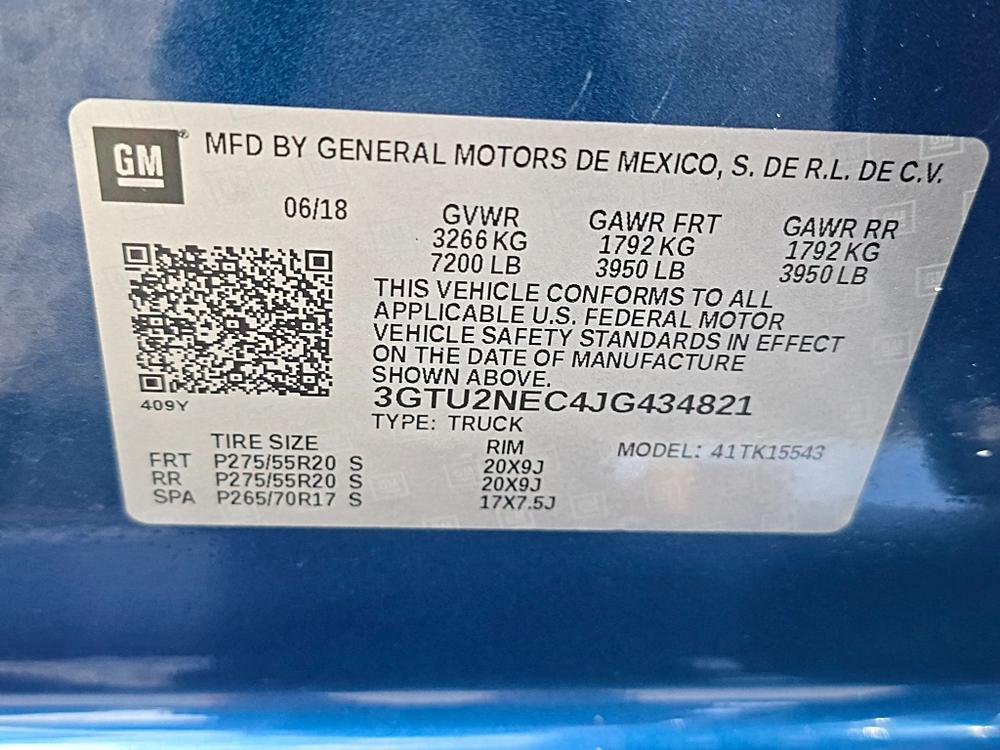 GM® MFD BY GENERAL MOTORS DE MEXICO, S. DE R.L. DE C.V.
06/18 GVWR GAWR FRT GAWR RR
3266 KG 1792 KG 1792 KG
7200 LB 3950 LB 3950 LB
THIS VEHICLE CONFORMS TO ALL
APPLICABLE U.S. FEDERAL MOTOR
VEHICLE SAFETY STANDARDS IN EFFECT
ON THE DATE OF MANUFACTURE
SHOWN ABOVE.
409Y
3GTU2NEC4JG434821
TYPE: TRUCK
TIRE SIZE RIM MODEL: 41TK15543
FRT P275/55R20 S 20X9J
RR P275/55R20 S 20X9J
SPA P265/70R17 S 17X7.5J